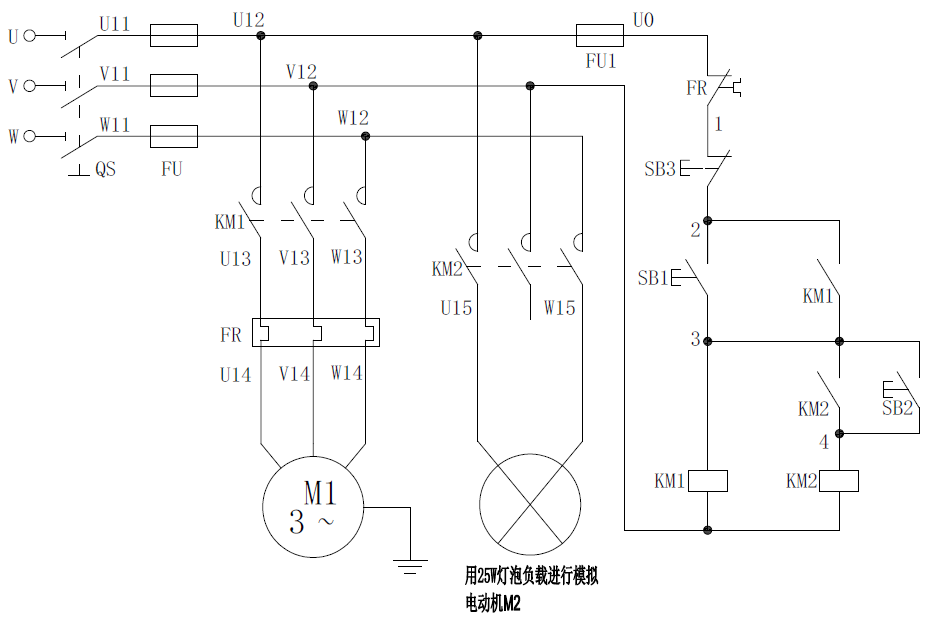 U U11 U12 U0
FU1
V V11 V12
FR
W W11 W12 1
QS FU SB3
KM1 2
U13 V13 W13 KM2 SB1 KM1
U15 W15
FR 3
U14 V14 W14
KM2 SB2
4
M1 KM1 KM2
3 ~
用25W灯泡负载进行模拟
电动机M2